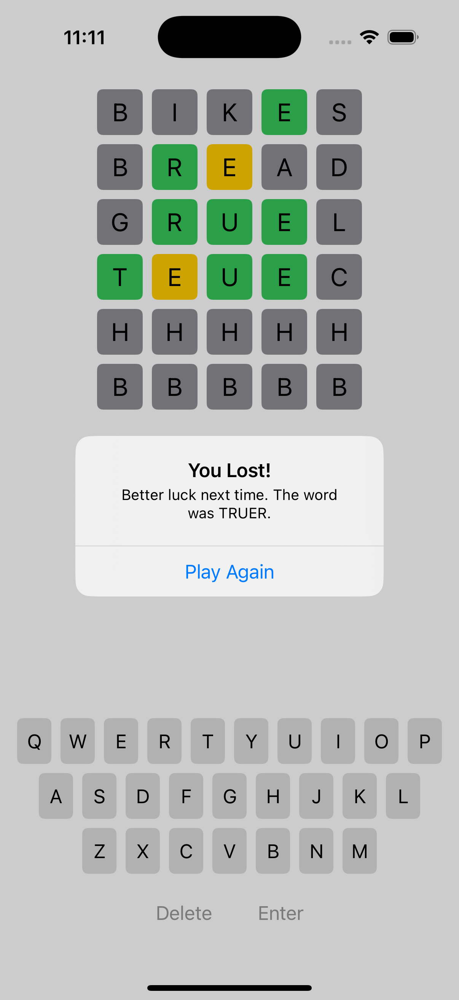 11:11
B I K E S
B R E A D
G R U E L
T E U E C
H H H H H
B B B B B
You Lost!
Better luck next time. The word
was TRUER.
Play Again
Q W E R T Y U I O P
A S D F G H J K L
Z X C V B N M
Delete Enter